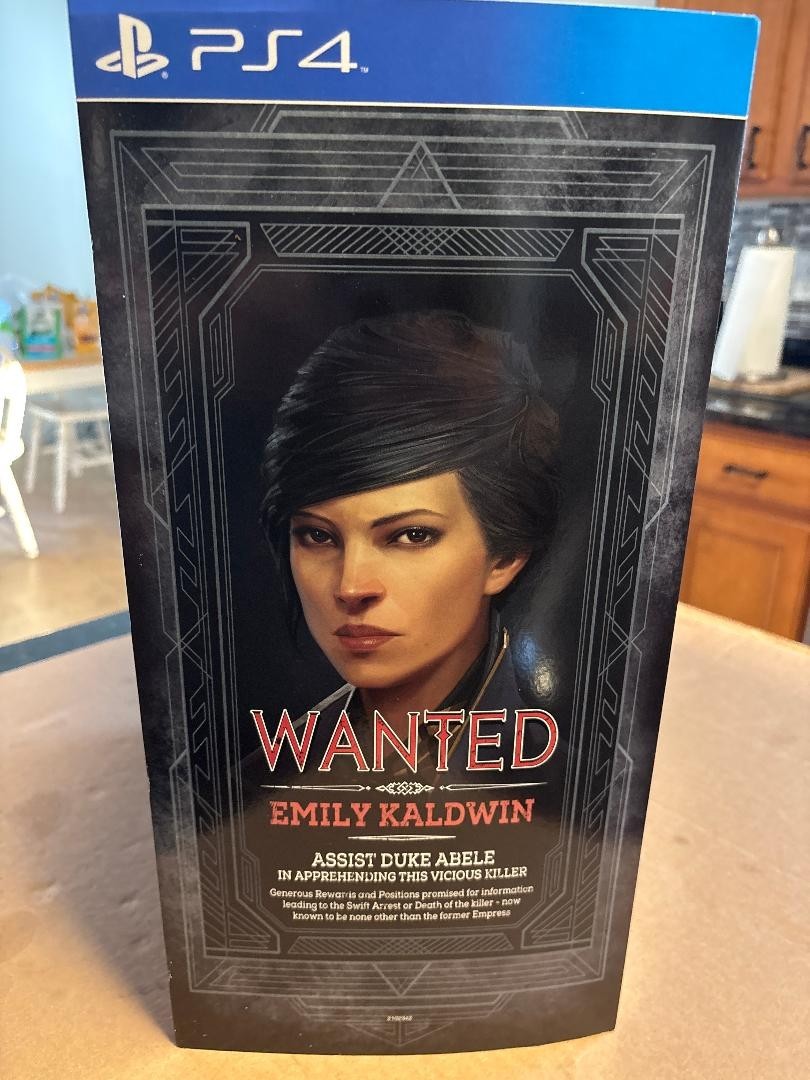 PS4™
WANTED
EMILY KALDWIN
ASSIST DUKE ABELE
IN APPREHENDING THIS VICIOUS KILLER
Generous Rewards and Positions promised for information
leading to the Swift Arrest or Death of the killer - now
known to be none other than the former Empress